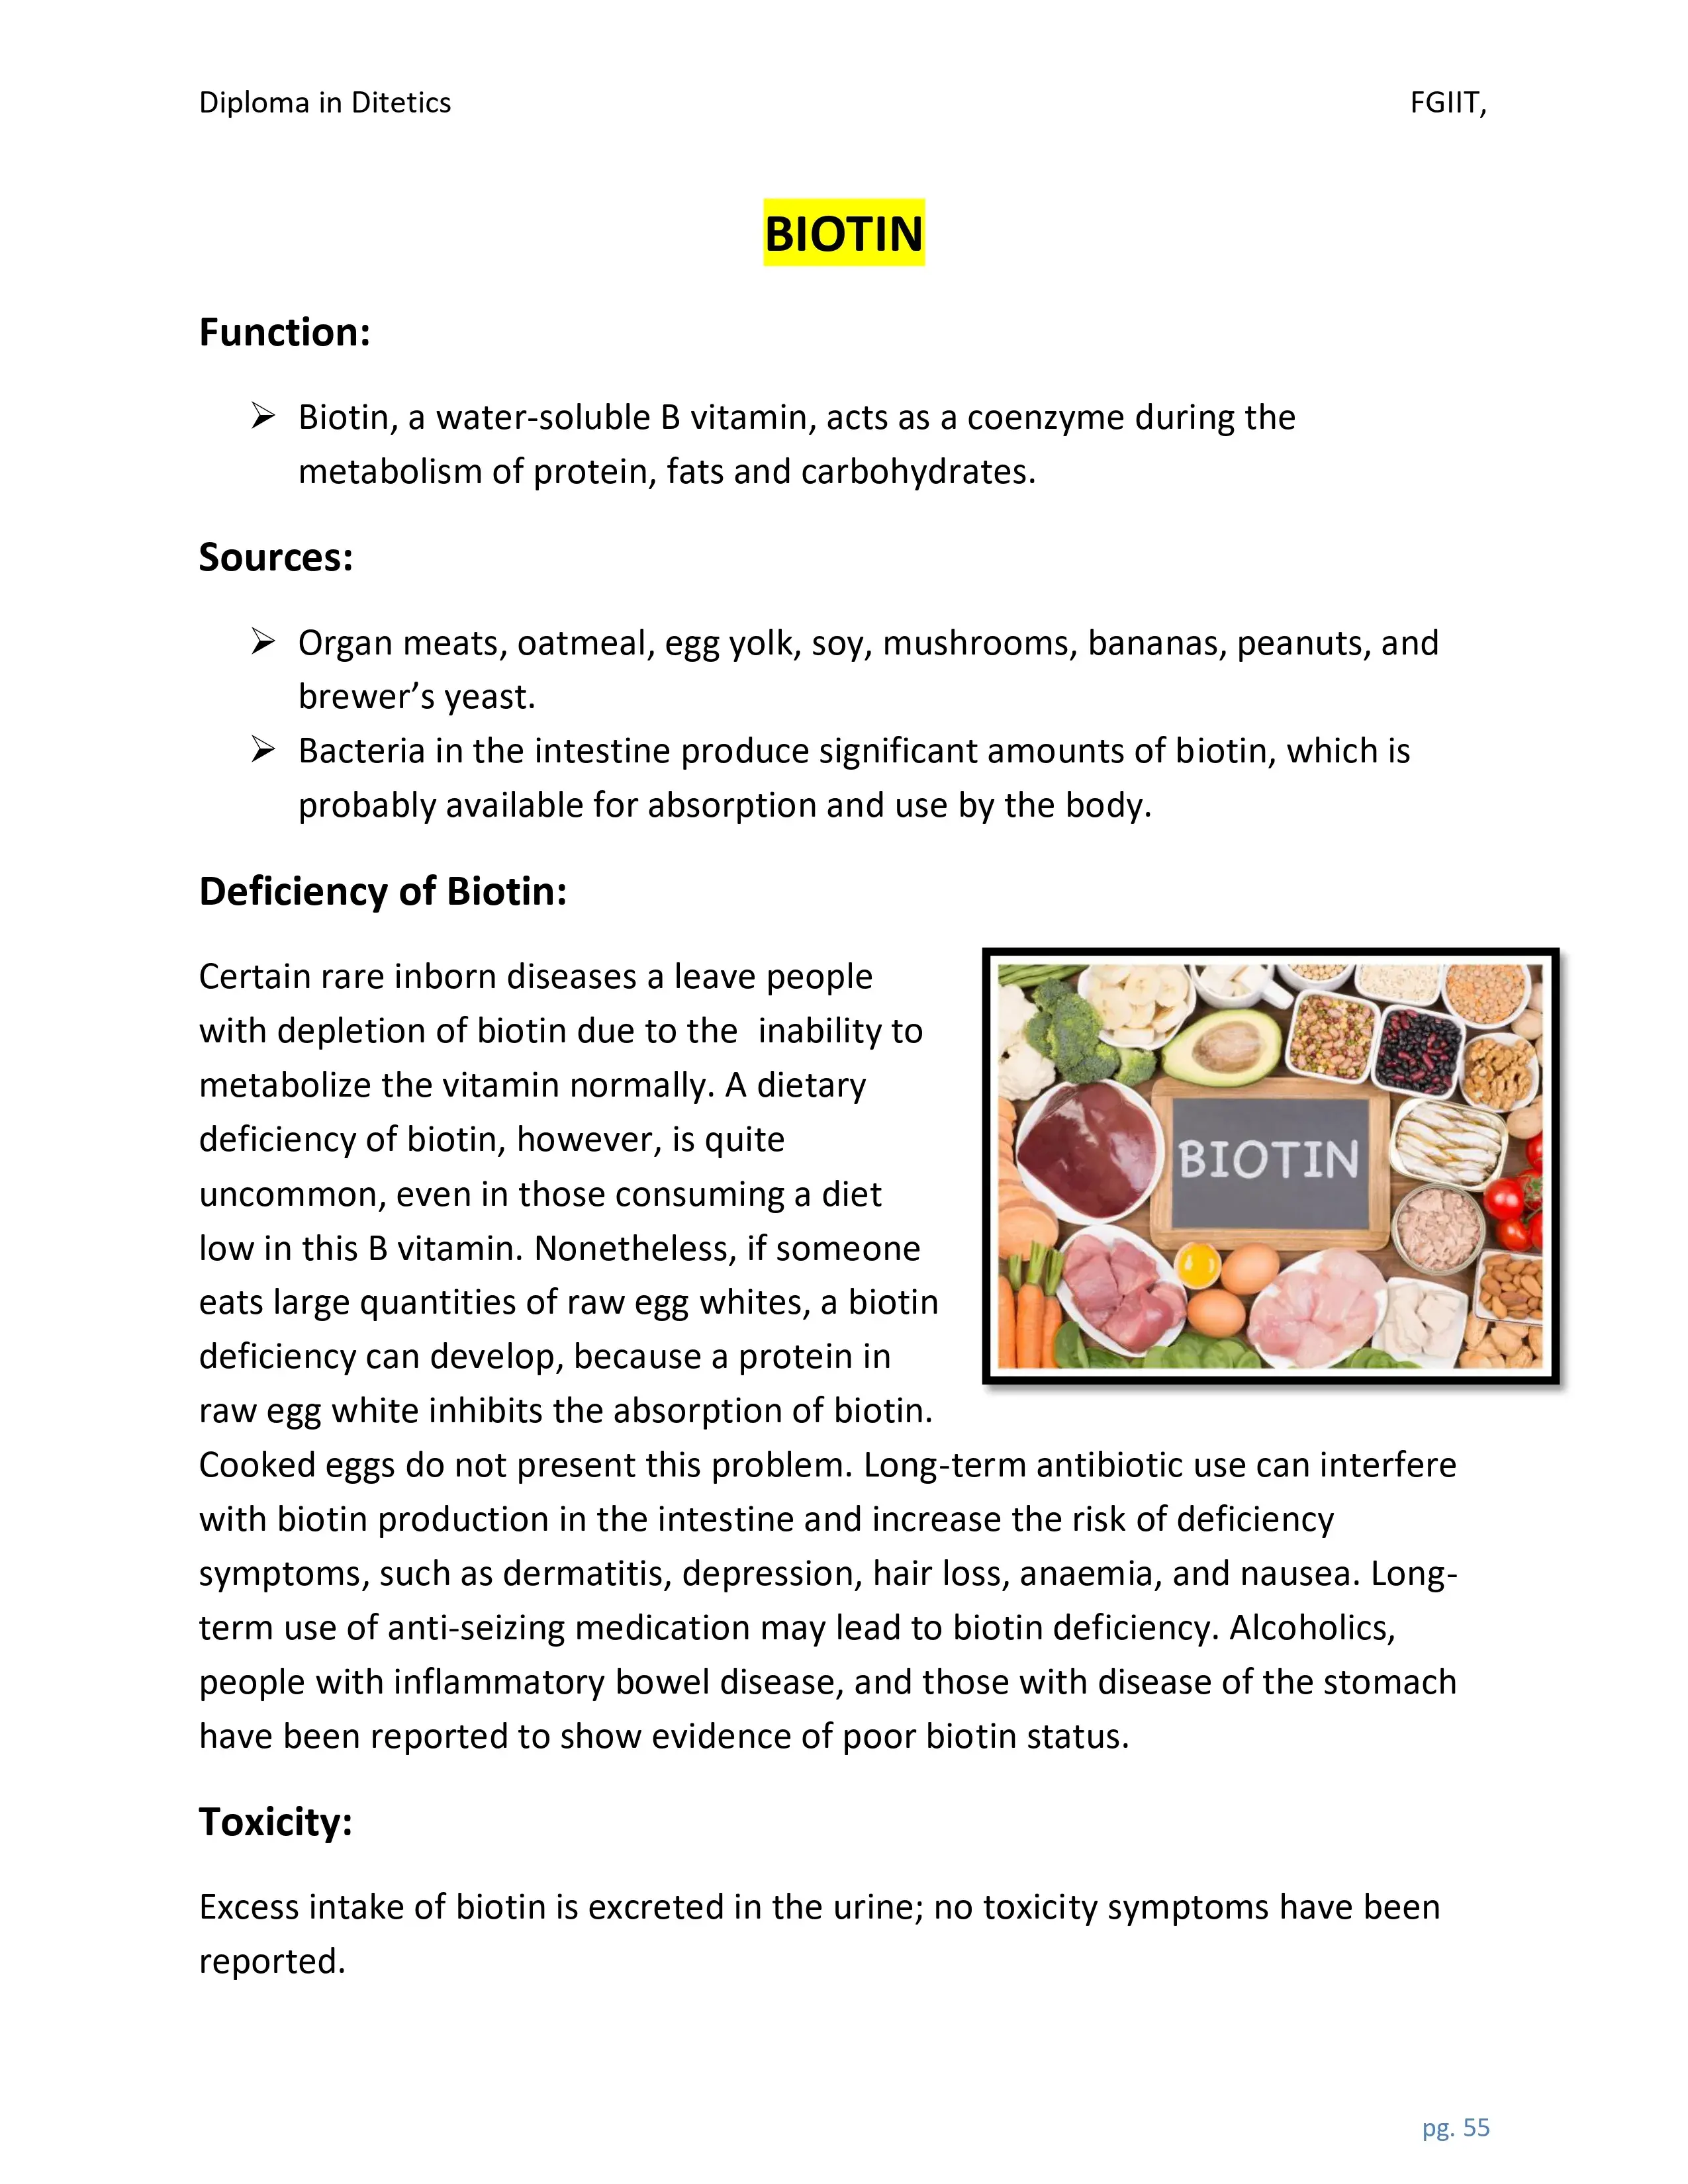 Diploma in Ditetics FGIIT,
BIOTIN
Function:
➢ Biotin, a water-soluble B vitamin, acts as a coenzyme during the
metabolism of protein, fats and carbohydrates.
Sources:
➢ Organ meats, oatmeal, egg yolk, soy, mushrooms, bananas, peanuts, and
brewer’s yeast.
➢ Bacteria in the intestine produce significant amounts of biotin, which is
probably available for absorption and use by the body.
Deficiency of Biotin:
Certain rare inborn diseases a leave people
with depletion of biotin due to the  inability to
metabolize the vitamin normally. A dietary
deficiency of biotin, however, is quite
uncommon, even in those consuming a diet
low in this B vitamin. Nonetheless, if someone
eats large quantities of raw egg whites, a biotin
deficiency can develop, because a protein in
raw egg white inhibits the absorption of biotin.
BIOTIN
Cooked eggs do not present this problem. Long-term antibiotic use can interfere
with biotin production in the intestine and increase the risk of deficiency
symptoms, such as dermatitis, depression, hair loss, anaemia, and nausea. Long-
term use of anti-seizing medication may lead to biotin deficiency. Alcoholics,
people with inflammatory bowel disease, and those with disease of the stomach
have been reported to show evidence of poor biotin status.
Toxicity:
Excess intake of biotin is excreted in the urine; no toxicity symptoms have been
reported.
pg. 55